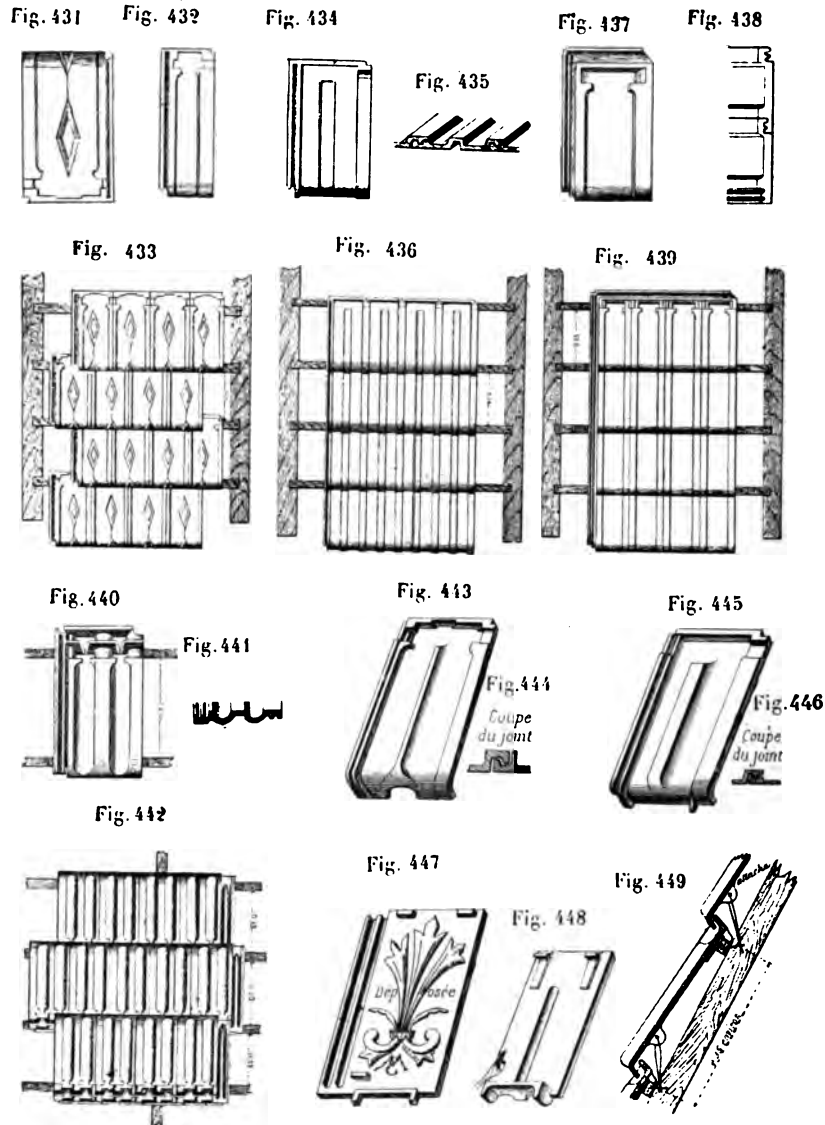 Fig. 431
Fig. 432
Fig. 434
Fig. 435
Fig. 437
Fig. 438
Fig. 433
Fig. 436
Fig. 439
Fig. 440
Fig. 441
Fig. 443
Fig. 444
Coupe
du joint
Fig. 445
Fig. 446
Coupe
du joint
Fig. 442
Fig. 447
Déposée
Fig. 448
Fig. 449
attache